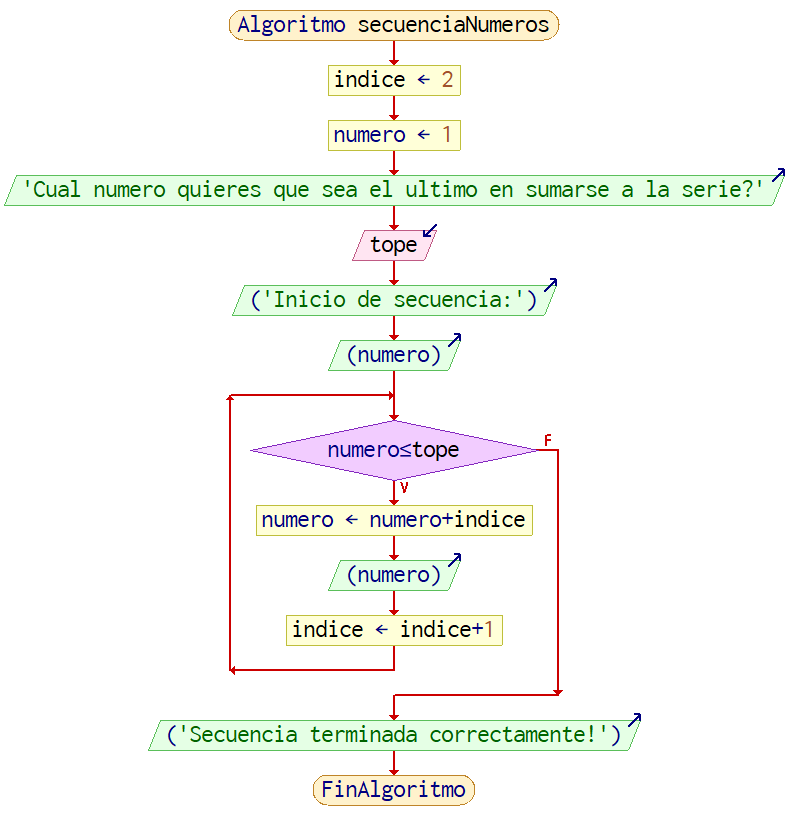 Algoritmo secuenciaNumeros
indice ← 2
numero ← 1
'Cual numero quieres que sea el ultimo en sumarse a la serie?'
tope
('Inicio de secuencia:')
(numero)
numero≤tope
F
V
numero ← numero+indice
(numero)
indice ← indice+1
('Secuencia terminada correctamente!')
FinAlgoritmo